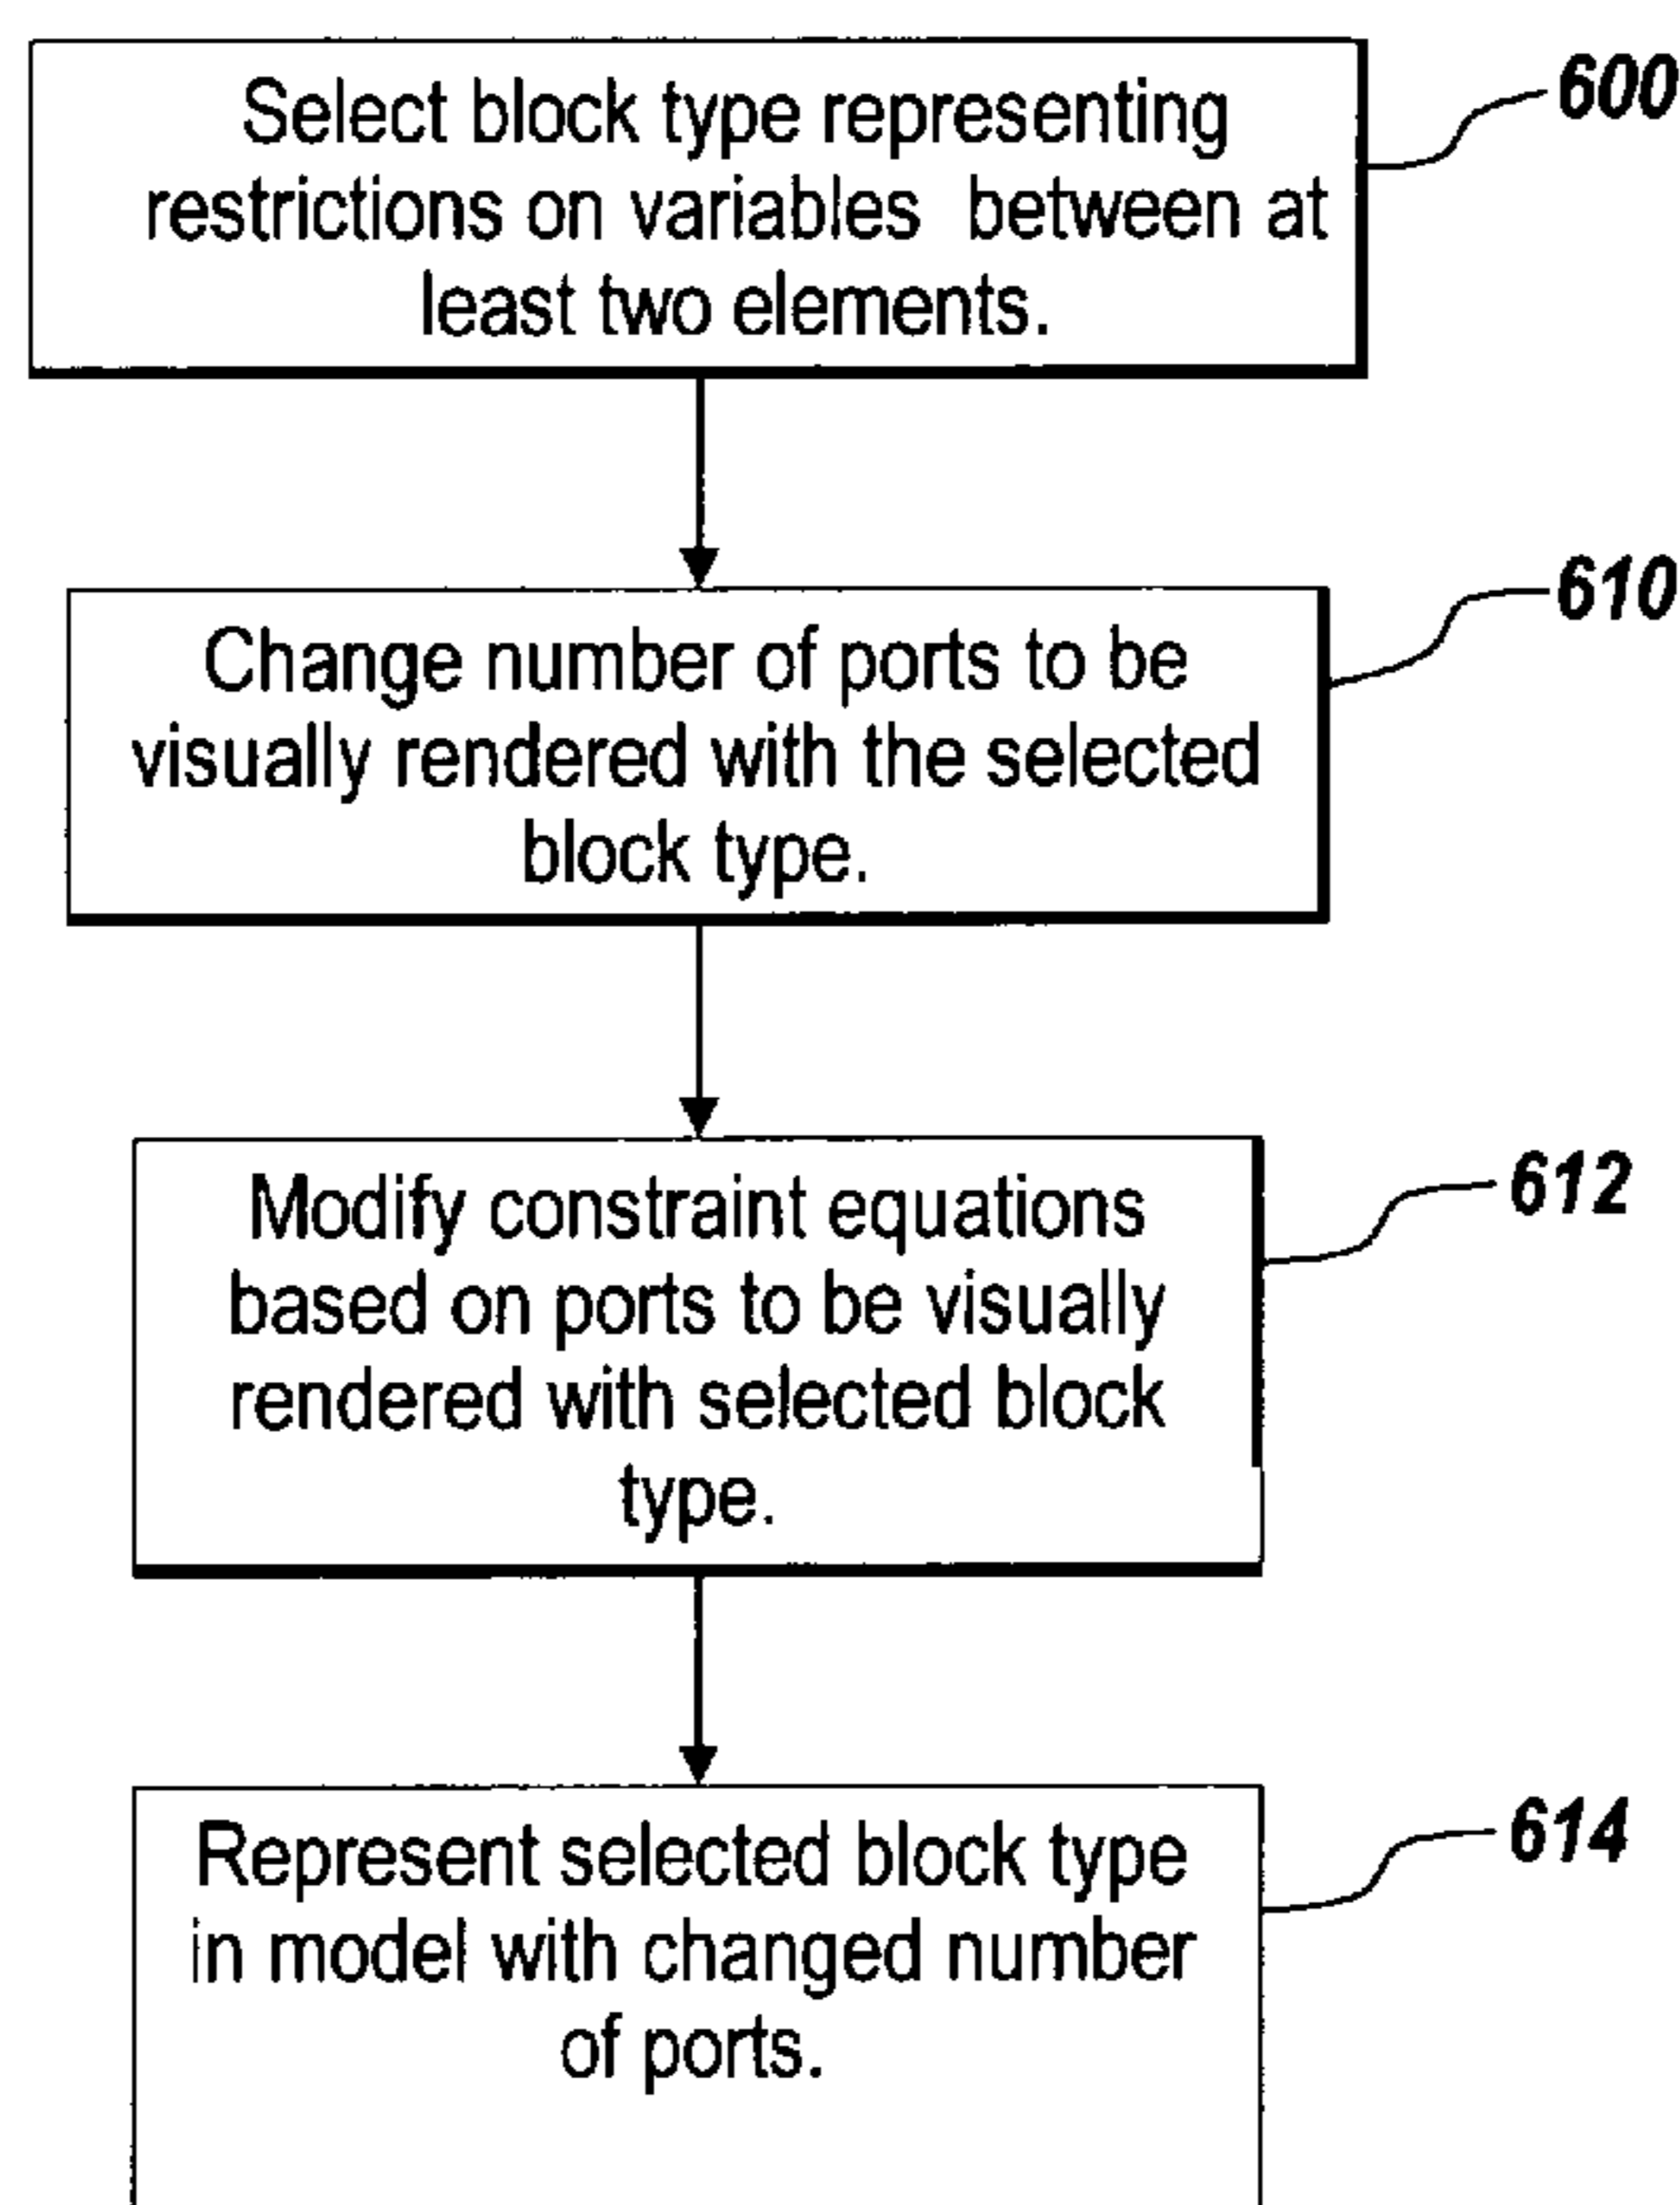 Select block type representing
restrictions on variables between at
least two elements.
600
Change number of ports to be
visually rendered with the selected
block type.
610
Modify constraint equations
based on ports to be visually
rendered with selected block
type.
612
Represent selected block type
in model with changed number
of ports.
614